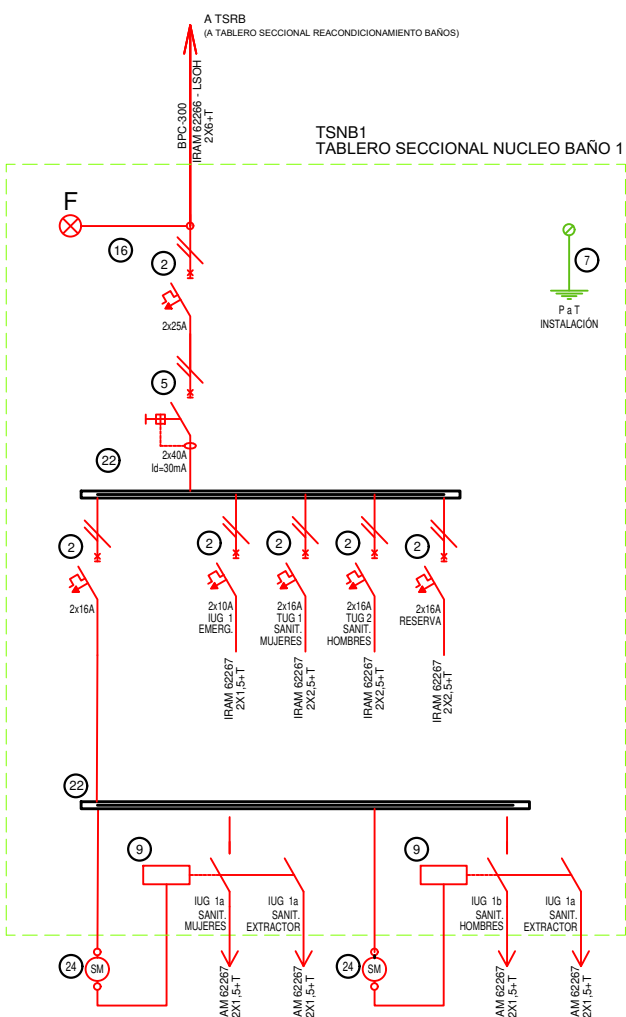 A TSRB
(A TABLERO SECCIONAL REACONDICIONAMIENTO BAÑOS)
BPC-300
IRAM 62266 - LSOH
2X6+T
TSNB1
TABLERO SECCIONAL NUCLEO BAÑO 1
F
16
2
7
P a T
INSTALACIÓN
2x25A
5
2x40A
Id=30mA
22
2
2
2
2
2
2x16A
2x10A
IUG 1
EMERG.
2x16A
TUG 1
SANIT.
MUJERES
2x16A
TUG 2
SANIT.
HOMBRES
2x16A
RESERVA
IRAM 62267
2X1,5+T
IRAM 62267
2X2,5+T
IRAM 62267
2X2,5+T
IRAM 62267
2X2,5+T
22
9
9
IUG 1a
SANIT.
MUJERES
IUG 1a
SANIT.
EXTRACTOR
IUG 1b
SANIT.
HOMBRES
IUG 1a
SANIT.
EXTRACTOR
24
SM
24
SM
AM 62267
2X1,5+T
AM 62267
2X1,5+T
AM 62267
2X1,5+T
AM 62267
2X1,5+T